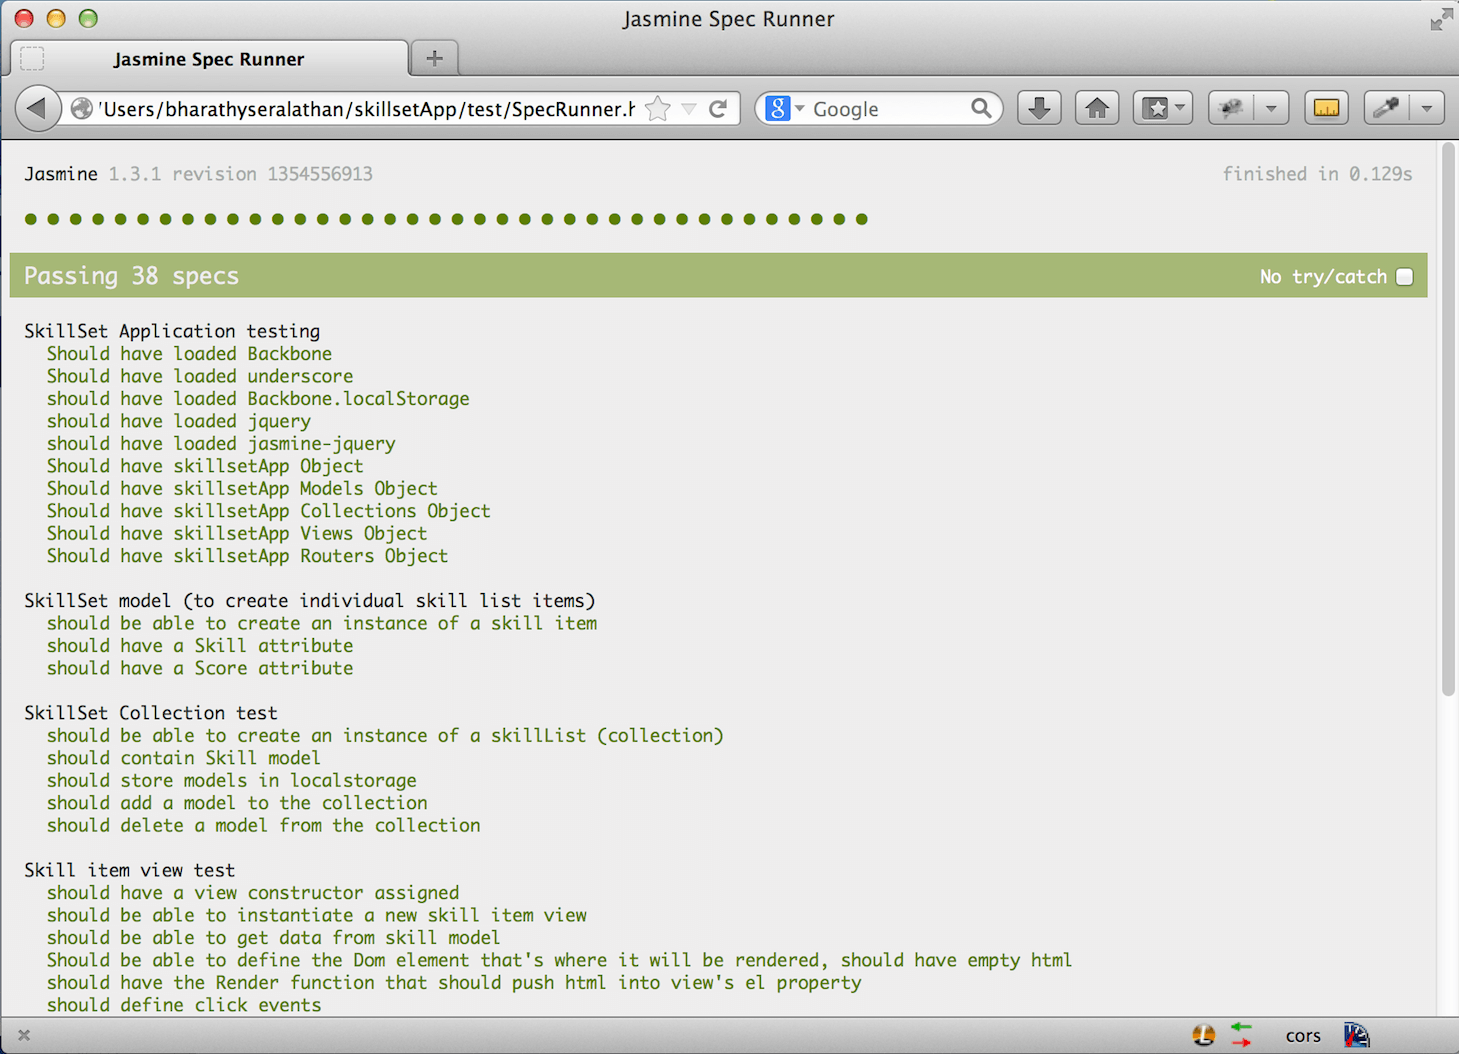 Jasmine Spec Runner
Jasmine Spec Runner
'Users/bharathyseralathan/skillsetApp/test/SpecRunner.h
Google
Jasmine 1.3.1 revision 1354556913
finished in 0.129s
Passing 38 specs
No try/catch
SkillSet Application testing
Should have loaded Backbone
Should have loaded underscore
should have loaded Backbone.localStorage
should have loaded jquery
should have loaded jasmine-jquery
Should have skillsetApp Object
Should have skillsetApp Models Object
Should have skillsetApp Collections Object
Should have skillsetApp Views Object
Should have skillsetApp Routers Object
SkillSet model (to create individual skill list items)
should be able to create an instance of a skill item
should have a Skill attribute
should have a Score attribute
SkillSet Collection test
should be able to create an instance of a skillList (collection)
should contain Skill model
should store models in localstorage
should add a model to the collection
should delete a model from the collection
Skill item view test
should have a view constructor assigned
should be able to instantiate a new skill item view
should be able to get data from skill model
Should be able to define the Dom element that's where it will be rendered, should have empty html
should have the Render function that should push html into view's el property
should define click events
cors